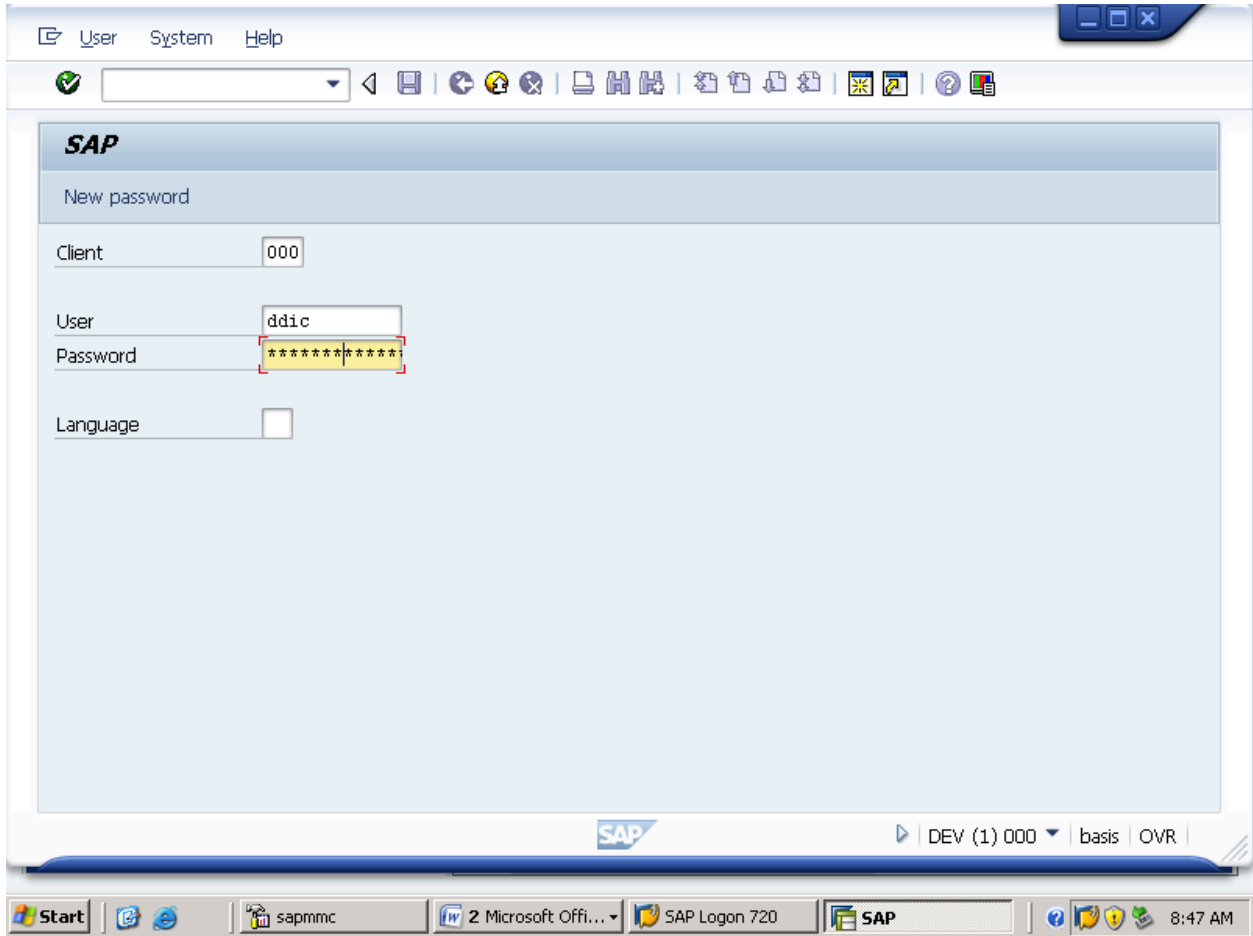 User System Help
SAP
New password
Client 000
User ddic
Password ************
Language
SAP
DEV (1) 000 basis OVR
Start sapmmc 2 Microsoft Offi... SAP Logon 720 SAP 8:47 AM